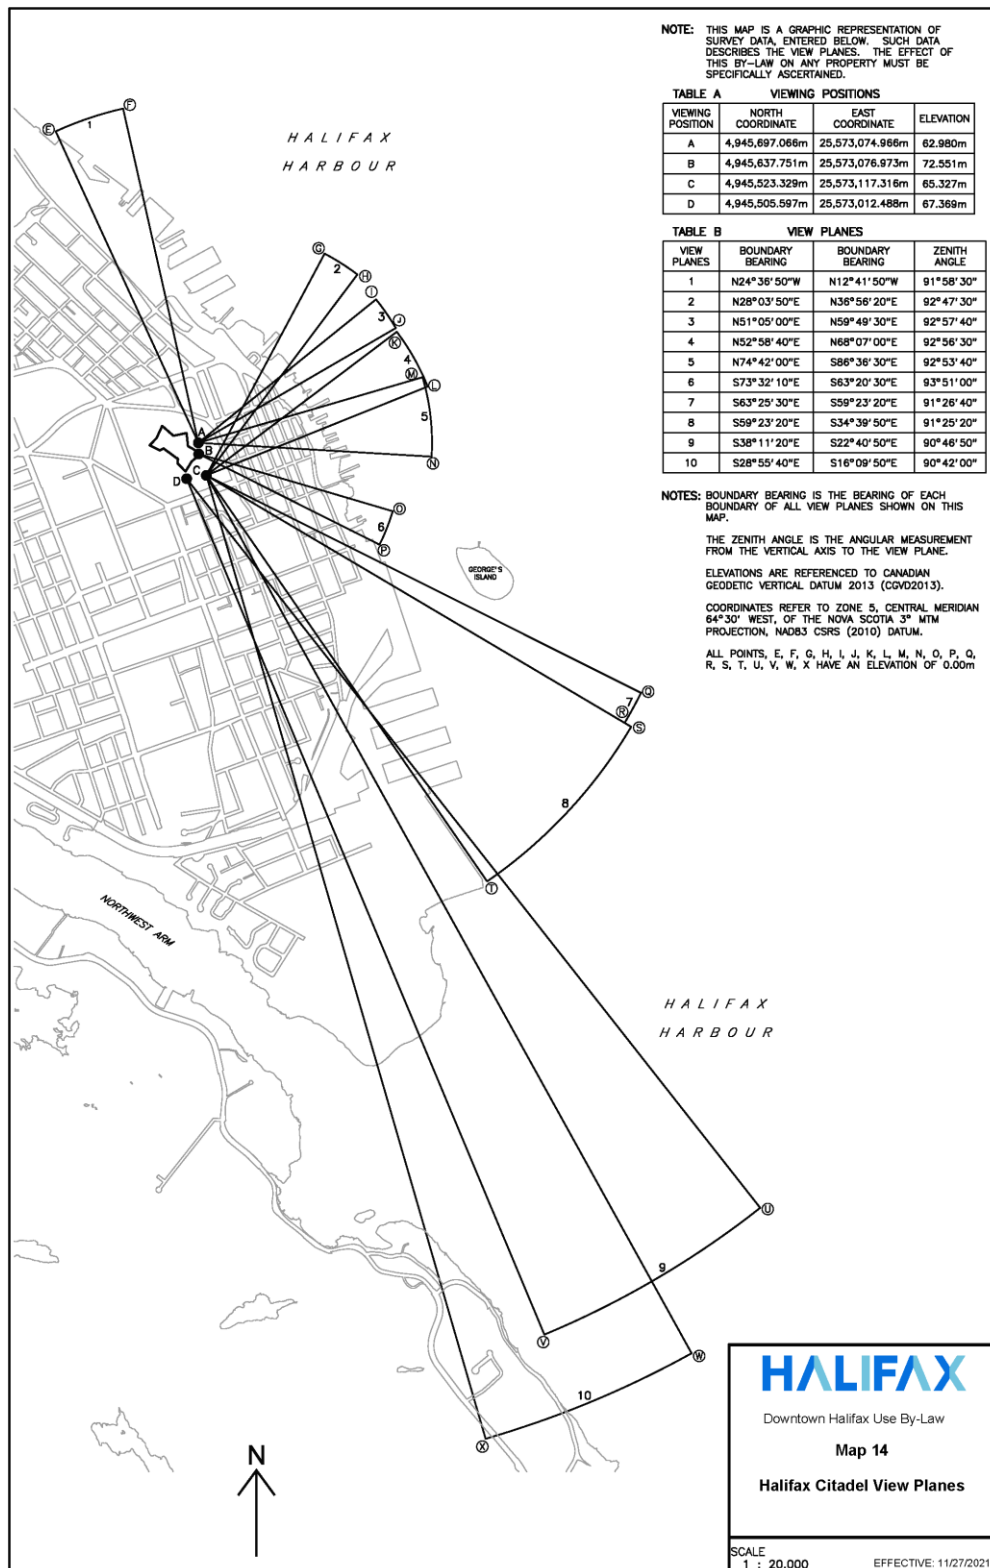 NOTE: THIS MAP IS A GRAPHIC REPRESENTATION OF
SURVEY DATA, ENTERED BELOW. SUCH DATA
DESCRIBES THE VIEW PLANES. THE EFFECT OF
THIS BY-LAW ON ANY PROPERTY MUST BE
SPECIFICALLY ASCERTAINED.
TABLE A VIEWING POSITIONS
VIEWING POSITION NORTH COORDINATE EAST COORDINATE ELEVATION
A 4,945,697.066m 25,573,074.966m 62.980m
B 4,945,637.751m 25,573,076.973m 72.551m
C 4,945,523.329m 25,573,117.316m 65.327m
D 4,945,505.597m 25,573,012.488m 67.369m
TABLE B VIEW PLANES
VIEW PLANES BOUNDARY BEARING BOUNDARY BEARING ZENITH ANGLE
1 N24°36'50"W N12°41'50"W 91°58'30"
2 N28°03'50"E N36°56'20"E 92°47'30"
3 N51°05'00"E N59°49'30"E 92°57'40"
4 N52°58'40"E N68°07'00"E 92°56'30"
5 N74°42'00"E S86°36'30"E 92°53'40"
6 S73°32'10"E S63°20'30"E 93°51'00"
7 S63°25'30"E S59°23'20"E 91°26'40"
8 S59°23'20"E S34°39'50"E 91°25'20"
9 S38°11'20"E S22°40'50"E 90°46'50"
10 S28°55'40"E S16°09'50"E 90°42'00"
NOTES: BOUNDARY BEARING IS THE BEARING OF EACH
BOUNDARY OF ALL VIEW PLANES SHOWN ON THIS
MAP.
THE ZENITH ANGLE IS THE ANGULAR MEASUREMENT
FROM THE VERTICAL AXIS TO THE VIEW PLANE.
ELEVATIONS ARE REFERENCED TO CANADIAN
GEODETIC VERTICAL DATUM 2013 (CGVD2013).
COORDINATES REFER TO ZONE 5, CENTRAL MERIDIAN
64°30' WEST, OF THE NOVA SCOTIA 3° MTM
PROJECTION, NAD83 CSRS (2010) DATUM.
ALL POINTS, E, F, G, H, I, J, K, L, M, N, O, P, Q,
R, S, T, U, V, W, X HAVE AN ELEVATION OF 0.00m
F
E
1
HALIFAX
HARBOUR
G
2
H
I
3
J
K
4
M
L
5
A
B
N
C
D
O
6
P
GEORGE'S
ISLAND
Q
7
R
S
8
T
NORTHWEST ARM
HALIFAX
HARBOUR
U
9
V
W
10
X
N
HALIFAX
Downtown Halifax Use By-Law
Map 14
Halifax Citadel View Planes
SCALE
1 : 20,000
EFFECTIVE: 11/27/2021